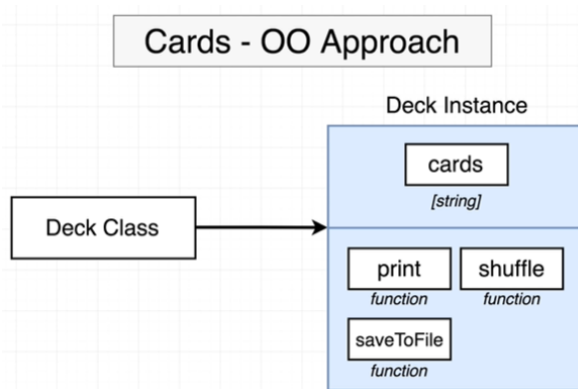 Cards - OO Approach
Deck Instance
cards
[string]
Deck Class
print
shuffle
function
function
saveToFile
function